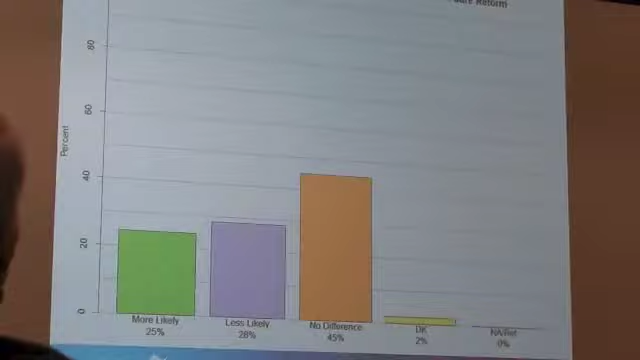 Reform
80
60
Percent
40
20
0
More Likely Less Likely No Difference DK NA/Ref
25% 28% 45% 2% 0%